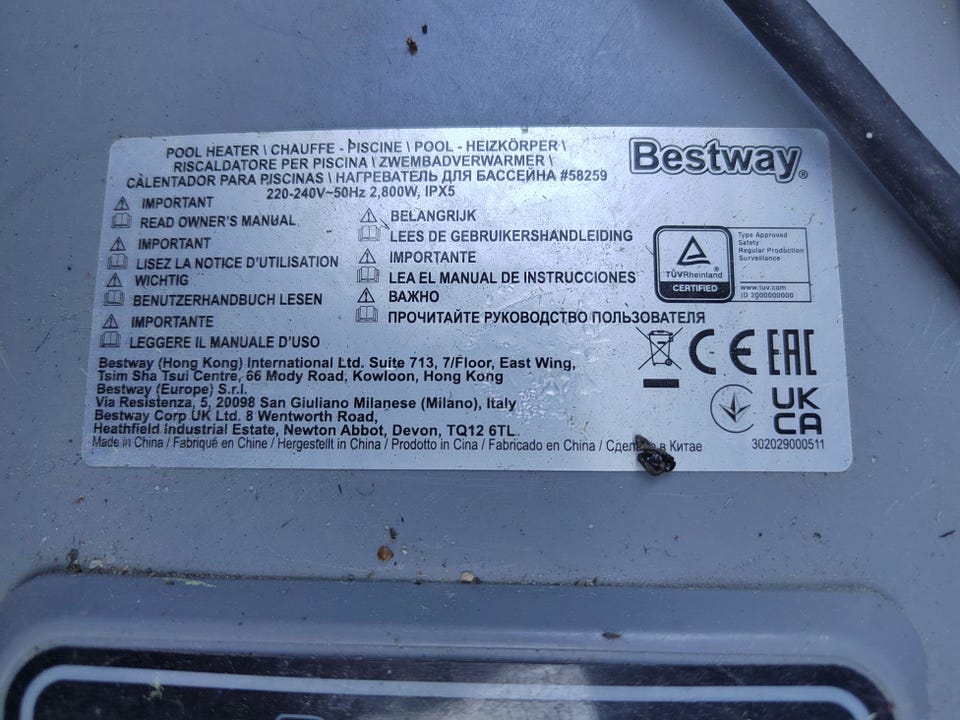 POOL HEATER \ CHAUFFE - PISCINE \ POOL - HEIZKÖRPER \
RISCALDATORE PER PISCINA \ ZWEMBADVERWARMER \
CALENTADOR PARA PISCINAS \ НАГРЕВАТЕЛЬ ДЛЯ БАССЕЙНА #58259
220-240V~50Hz 2,800W, IPX5
Bestway®
IMPORTANT
READ OWNER'S MANUAL
IMPORTANT
LISEZ LA NOTICE D'UTILISATION
WICHTIG
BENUTZERHANDBUCH LESEN
IMPORTANTE
LEGGERE IL MANUALE D'USO
BELANGRIJK
LEES DE GEBRUIKERSHANDLEIDING
IMPORTANTE
LEA EL MANUAL DE INSTRUCCIONES
ВАЖНО
ПРОЧИТАЙТЕ РУКОВОДСТВО ПОЛЬЗОВАТЕЛЯ
TÜVRheinland®
CERTIFIED
Type Approved
Safety
Regular Production
Surveillance
www.tuv.com
ID 2000000000
CE EAC
UK
CA
Bestway (Hong Kong) International Ltd. Suite 713, 7/Floor, East Wing,
Tsim Sha Tsui Centre, 66 Mody Road, Kowloon, Hong Kong
Bestway (Europe) S.r.l.
Via Resistenza, 5, 20098 San Giuliano Milanese (Milano), Italy
Bestway Corp UK Ltd. 8 Wentworth Road,
Heathfield Industrial Estate, Newton Abbot, Devon, TQ12 6TL.
Made in China / Fabriqué en Chine / Hergestellt in China / Prodotto in Cina / Fabricado en China / Сделано в Китае
302029000511